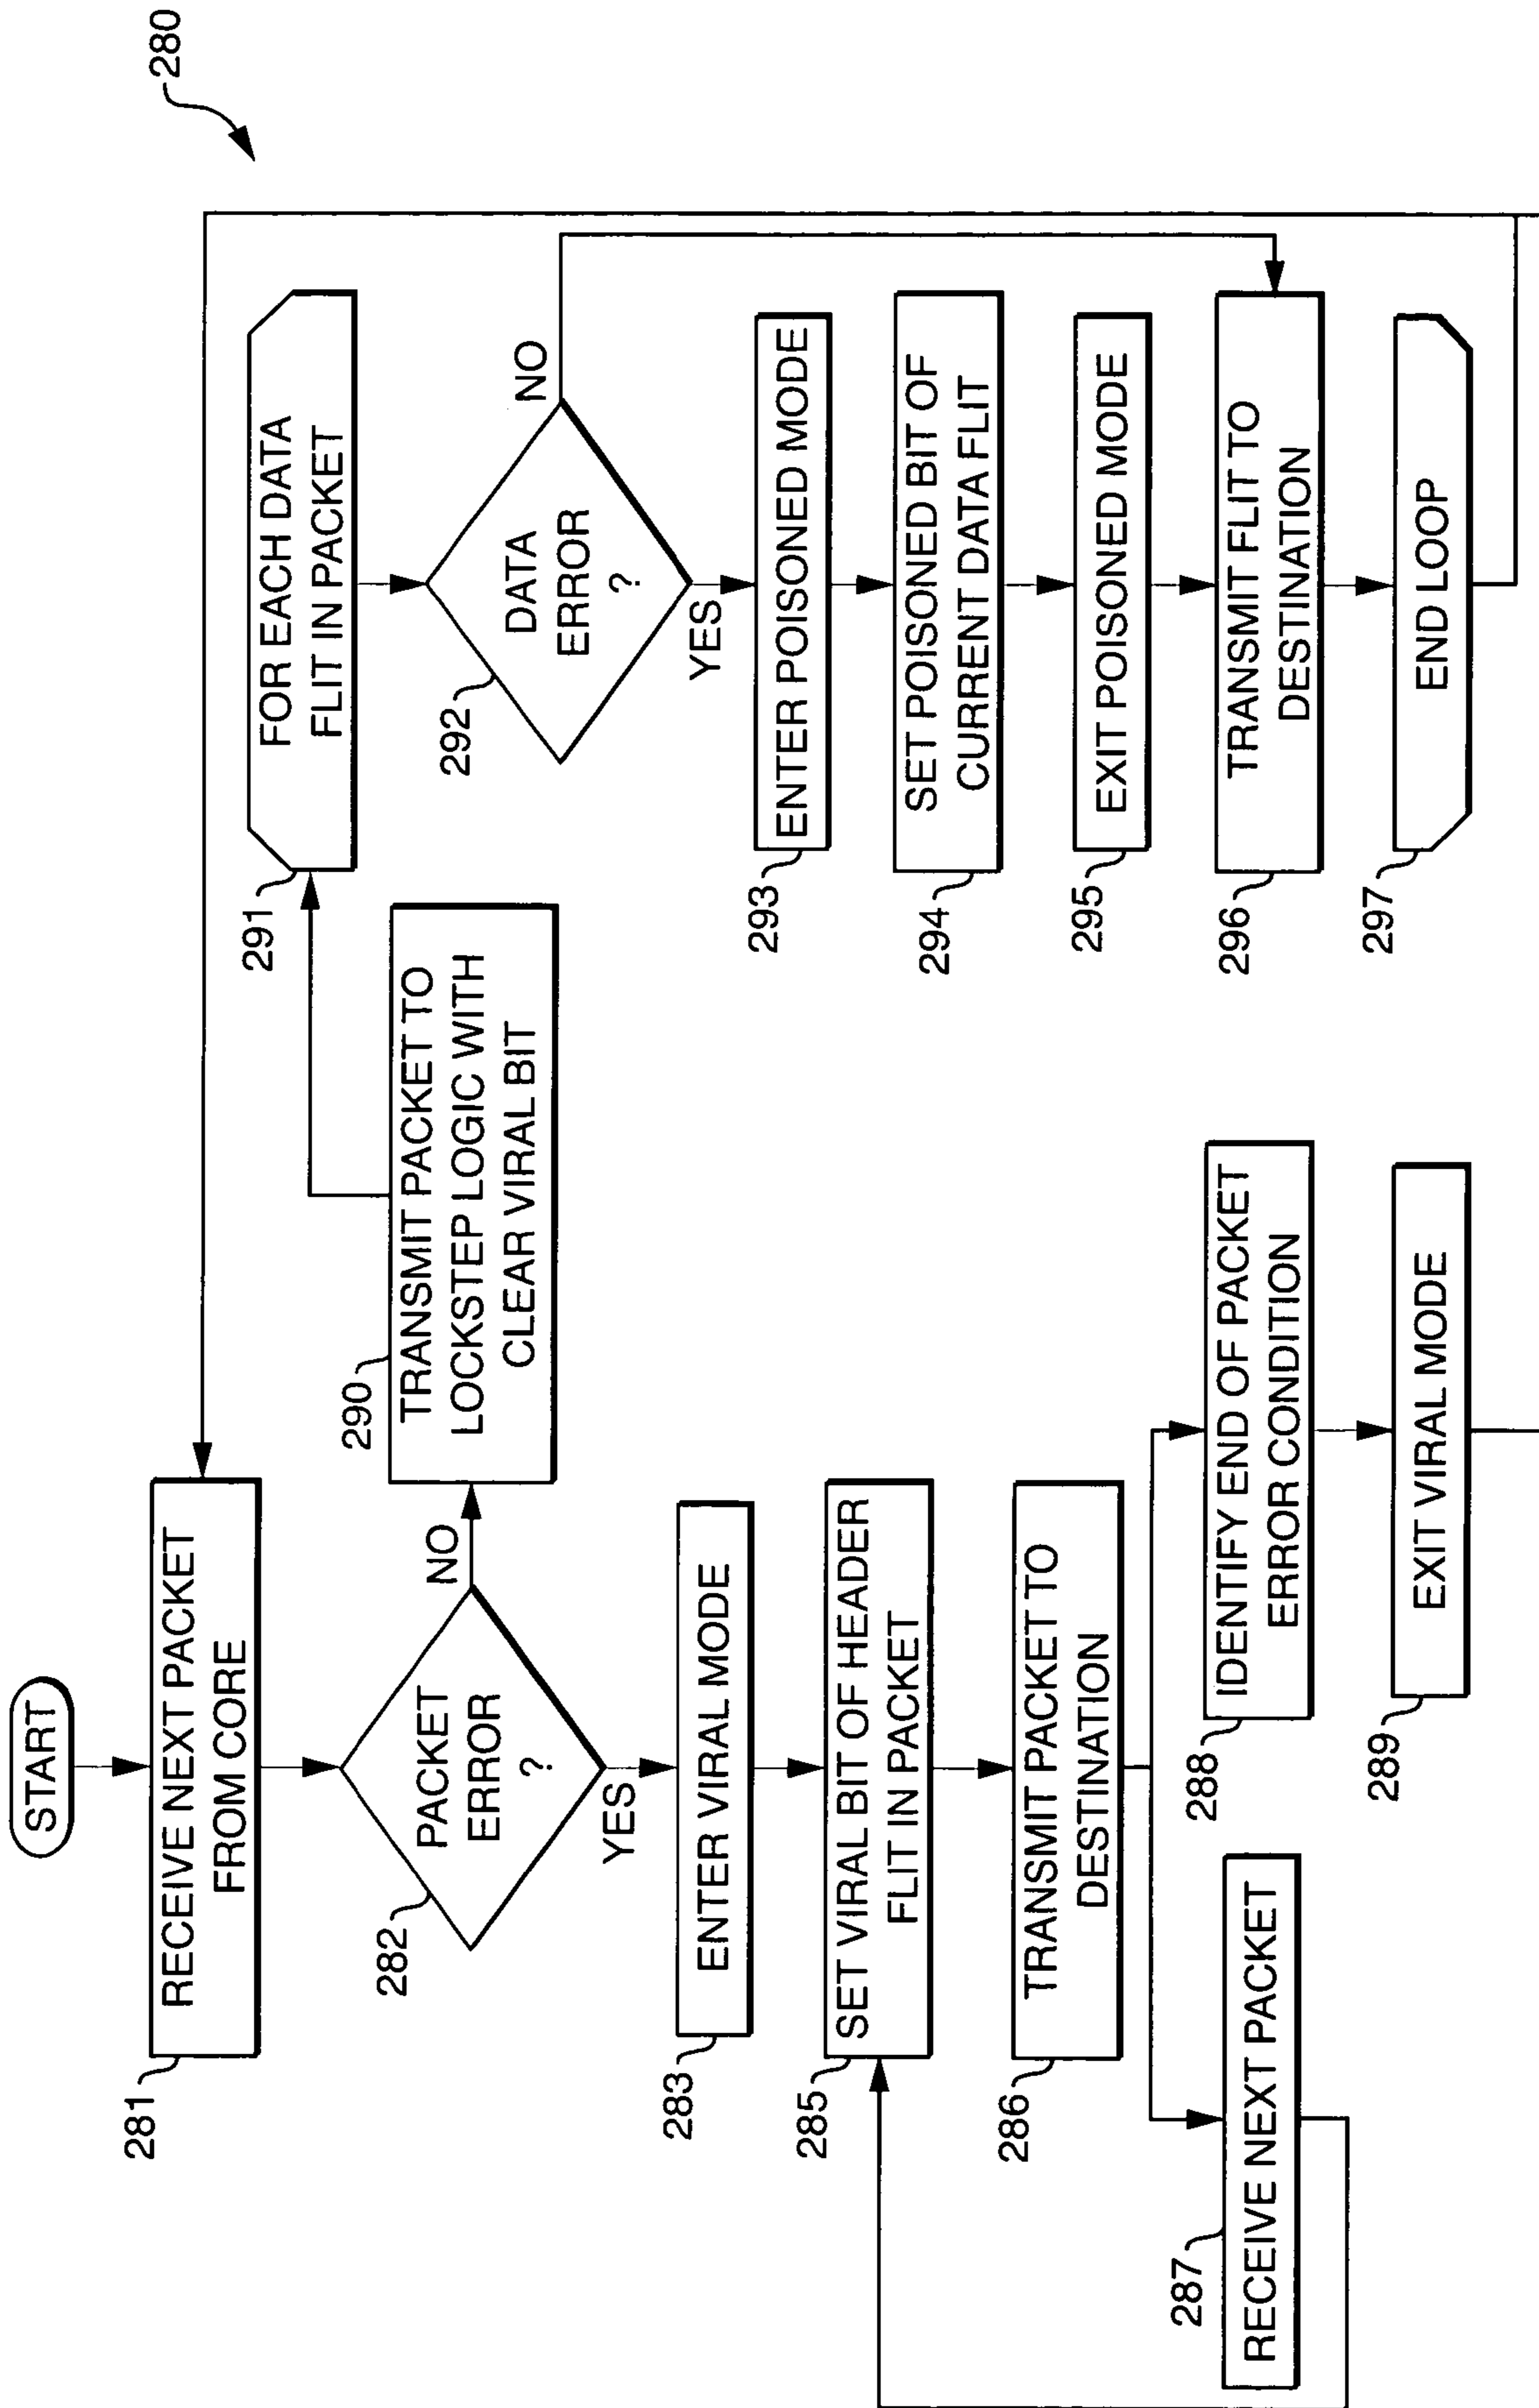 280
START
281
RECEIVE NEXT PACKET
FROM CORE
282
PACKET
ERROR
?
NO
YES
283
ENTER VIRAL MODE
285
SET VIRAL BIT OF HEADER
FLIT IN PACKET
286
TRANSMIT PACKET TO
DESTINATION
287
RECEIVE NEXT PACKET
288
IDENTIFY END OF PACKET
ERROR CONDITION
289
EXIT VIRAL MODE
290
TRANSMIT PACKET TO
LOCKSTEP LOGIC WITH
CLEAR VIRAL BIT
291
FOR EACH DATA
FLIT IN PACKET
292
DATA
ERROR
?
NO
YES
293
ENTER POISONED MODE
294
SET POISONED BIT OF
CURRENT DATA FLIT
295
EXIT POISONED MODE
296
TRANSMIT FLIT TO
DESTINATION
297
END LOOP